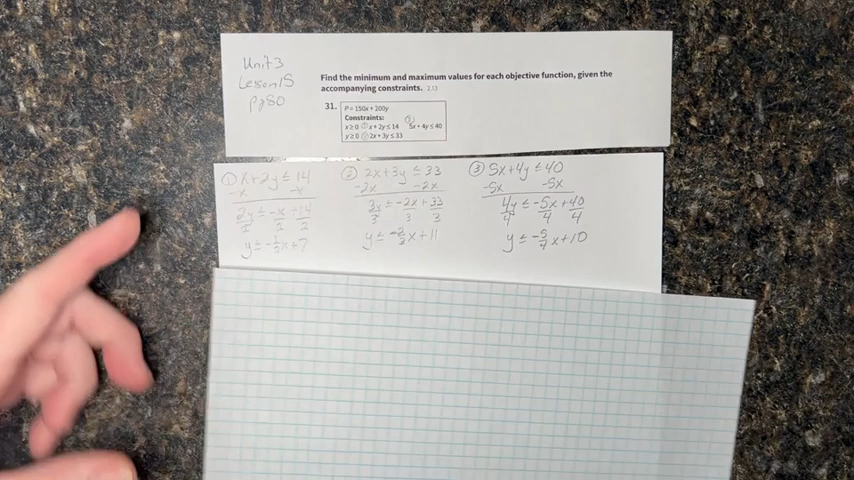 Unit 3
Lesson 15
Pg 80
Find the minimum and maximum values for each objective function, given the
accompanying constraints. 2,13
31. P = 150x + 200y
Constraints: ③
x ≥ 0 ① x + 2y ≤ 14 5x + 4y ≤ 40
y ≥ 0 ② 2x + 3y ≤ 33
① x+2y ≤ 14
-x -x
2y ≤ -x +14
2 2 2
y ≤ -1/2x+7
② 2x+3y ≤ 33
-2x -2x
3y ≤ -2x +33
3 3 3
y ≤ -2/3x+11
③ 5x+4y ≤ 40
-5x -5x
4y ≤ -5x+40
4 4 4
y ≤ -5/4x+10